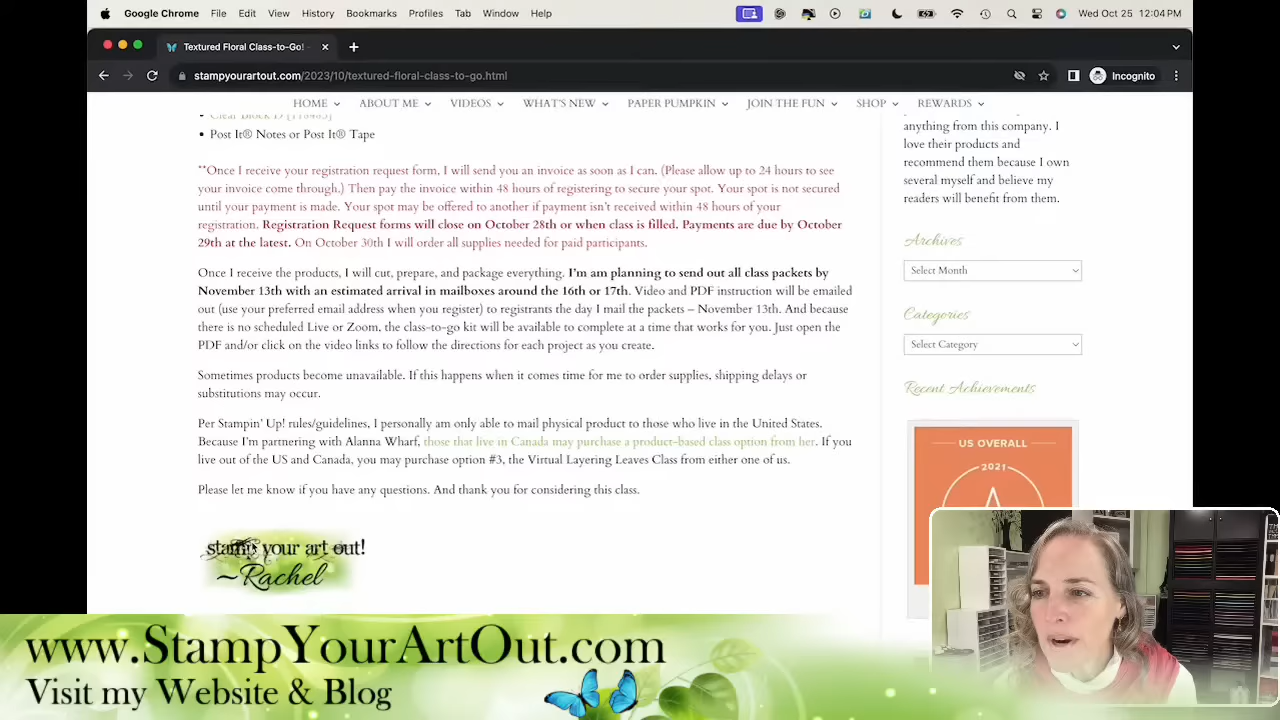 Google Chrome File Edit View History Bookmarks Profiles Tab Window Help Wed Oct 25 12:04PM
Textured Floral Class-to-Go! -
stampyourartout.com/2023/10/textured-floral-class-to-go.html Incognito
HOME ABOUT ME VIDEOS WHAT'S NEW PAPER PUMPKIN JOIN THE FUN SHOP REWARDS
• Clear Block D [118485]
• Post It® Notes or Post It® Tape
**Once I receive your registration request form, I will send you an invoice as soon as I can. (Please allow up to 24 hours to see
your invoice come through.) Then pay the invoice within 48 hours of registering to secure your spot. Your spot is not secured
until your payment is made. Your spot may be offered to another if payment isn't received within 48 hours of your
registration. Registration Request forms will close on October 28th or when class is filled. Payments are due by October
29th at the latest. On October 30th I will order all supplies needed for paid participants.
Once I receive the products, I will cut, prepare, and package everything. I'm am planning to send out all class packets by
November 13th with an estimated arrival in mailboxes around the 16th or 17th. Video and PDF instruction will be emailed
out (use your preferred email address when you register) to registrants the day I mail the packets – November 13th. And because
there is no scheduled Live or Zoom, the class-to-go kit will be available to complete at a time that works for you. Just open the
PDF and/or click on the video links to follow the directions for each project as you create.
Sometimes products become unavailable. If this happens when it comes time for me to order supplies, shipping delays or
substitutions may occur.
Per Stampin' Up! rules/guidelines, I personally am only able to mail physical product to those who live in the United States.
Because I'm partnering with Alanna Wharf, those that live in Canada may purchase a product-based class option from her. If you
live out of the US and Canada, you may purchase option #3, the Virtual Layering Leaves Class from either one of us.
Please let me know if you have any questions. And thank you for considering this class.
stamp your art out!
~Rachel
anything from this company. I
love their products and
recommend them because I own
several myself and believe my
readers will benefit from them.
Archives
Select Month
Categories
Select Category
Recent Achievements
US OVERALL
2021
www.StampYourArtOut.com
Visit my Website & Blog